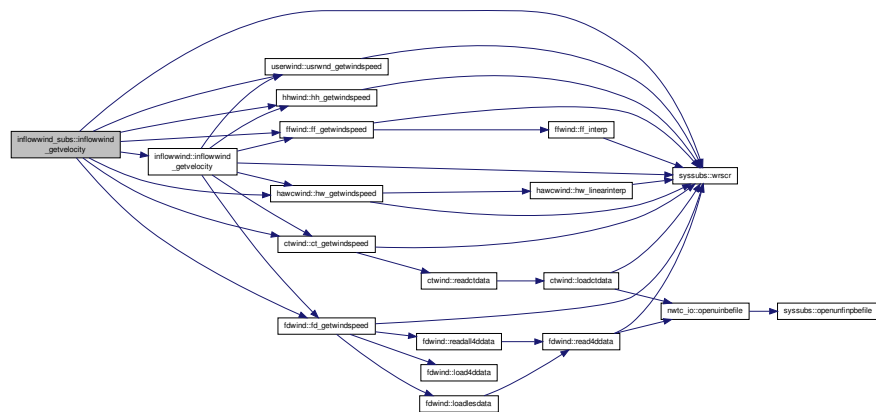 inflowwind_subs::inflowwind
_getvelocity
inflowwind::inflowwind
_getvelocity
userwind::usrwnd_getwindspeed
hhwind::hh_getwindspeed
ffwind::ff_getwindspeed
hawcwind::hw_getwindspeed
ctwind::ct_getwindspeed
fdwind::fd_getwindspeed
ctwind::readctdata
fdwind::readall4ddata
fdwind::load4ddata
fdwind::loadlesdata
ffwind::ff_interp
hawcwind::hw_linearinterp
ctwind::loadctdata
fdwind::read4ddata
syssubs::wrscr
nwtc_io::openuinbefile
syssubs::openunfinpbefile